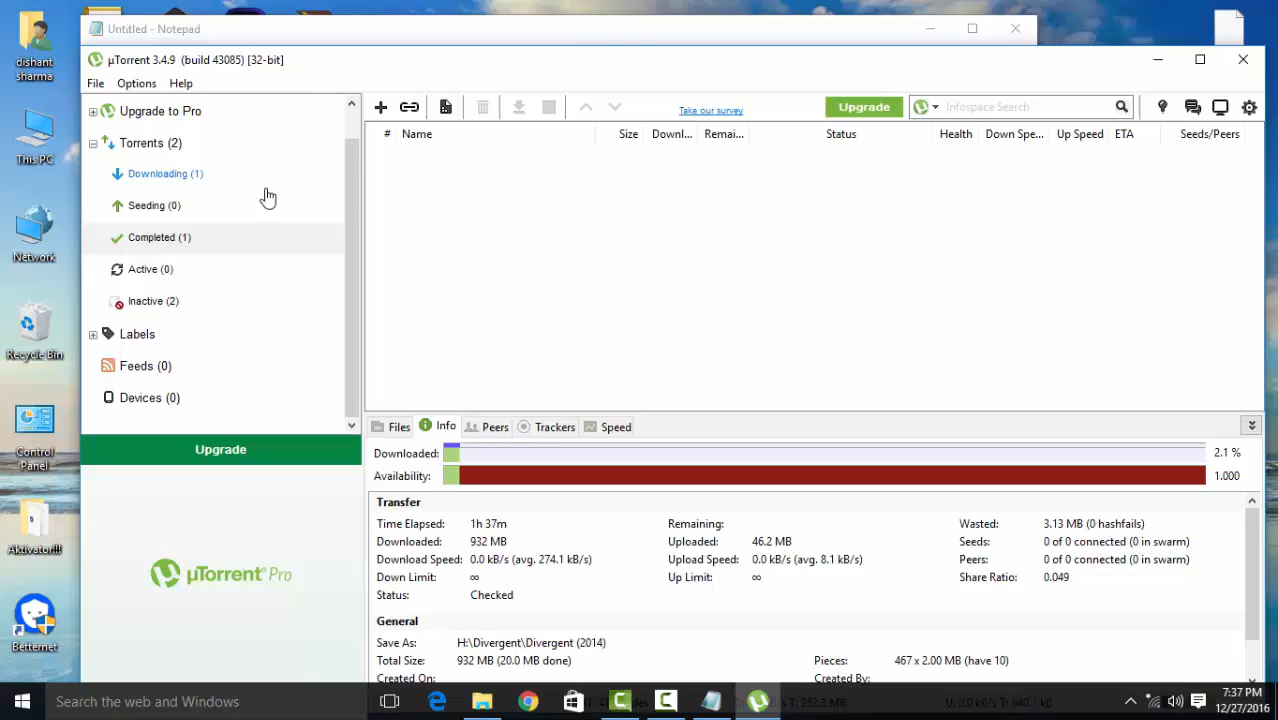 Untitled - Notepad
µTorrent 3.4.9 (build 43085) [32-bit]
File Options Help
Upgrade to Pro
Torrents (2)
Downloading (1)
Seeding (0)
Completed (1)
Active (0)
Inactive (2)
Labels
Feeds (0)
Devices (0)
Upgrade
µTorrent Pro
Take our survey
Upgrade
Infospace Search
# Name Size Downl... Remai... Status Health Down Spe... Up Speed ETA Seeds/Peers
Files Info Peers Trackers Speed
Downloaded: 2.1 %
Availability: 1.000
Transfer
Time Elapsed: 1h 37m Remaining: Wasted: 3.13 MB (0 hashfails)
Downloaded: 932 MB Uploaded: 46.2 MB Seeds: 0 of 0 connected (0 in swarm)
Download Speed: 0.0 kB/s (avg. 274.1 kB/s) Upload Speed: 0.0 kB/s (avg. 8.1 kB/s) Peers: 0 of 0 connected (0 in swarm)
Down Limit: ∞ Up Limit: ∞ Share Ratio: 0.049
Status: Checked
General
Save As: H:\Divergent\Divergent (2014)
Total Size: 932 MB (20.0 MB done) Pieces: 467 x 2.00 MB (have 10)
Created On: Created By:
dishant sharma
This PC
Network
Recycle Bin
Control Panel
Aktivator!!!
Betternet
Search the web and Windows
7:37 PM
12/27/2016